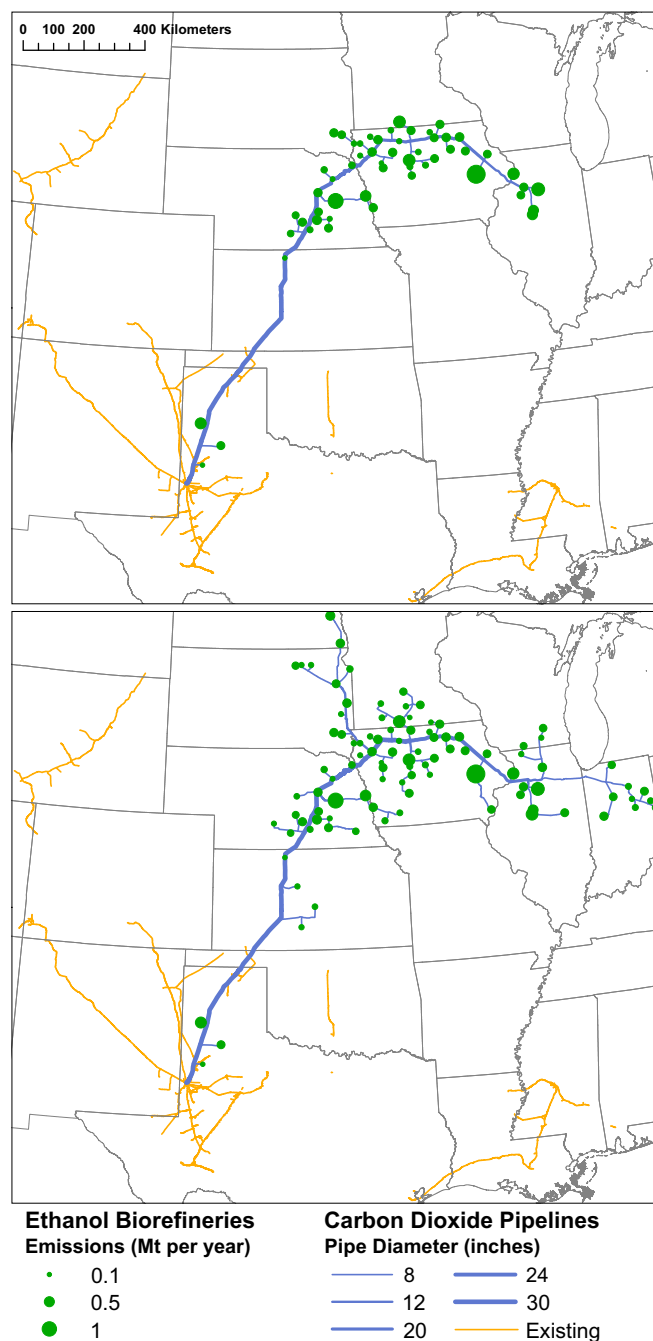 0 100 200 400 Kilometers
Ethanol Biorefineries
Emissions (Mt per year)
0.1
0.5
1
Carbon Dioxide Pipelines
Pipe Diameter (inches)
8
12
20
24
30
Existing